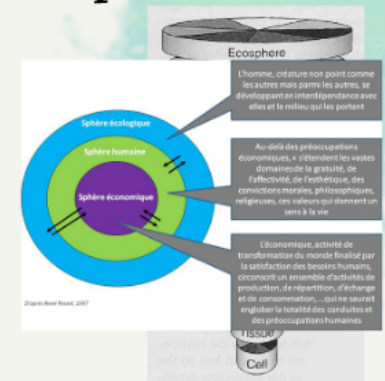 Ecosphere
L'homme, créature non point comme
les autres mais parmi les autres, se
développant en interdépendance avec
elles et le milieu qui les portent
Sphère écologique
Sphère humaine
Sphère économique
Au-delà des préoccupations
économiques, « s'étendent les vastes
domaines de la gratuité, de
l'affectivité, de l'esthétique, des
convictions morales, philosophiques,
religieuses, ces valeurs qui donnent un
sens à la vie
L'économique, activité de
transformation du monde finalisé par
la satisfaction des besoins humains,
circonscrit un ensemble d'activités de
production, de répartition, d'échange
et de consommation, ...qui ne saurait
englober la totalité des conduites et
des préoccupations humaines
D'après René Passet,
Tissue
Cell